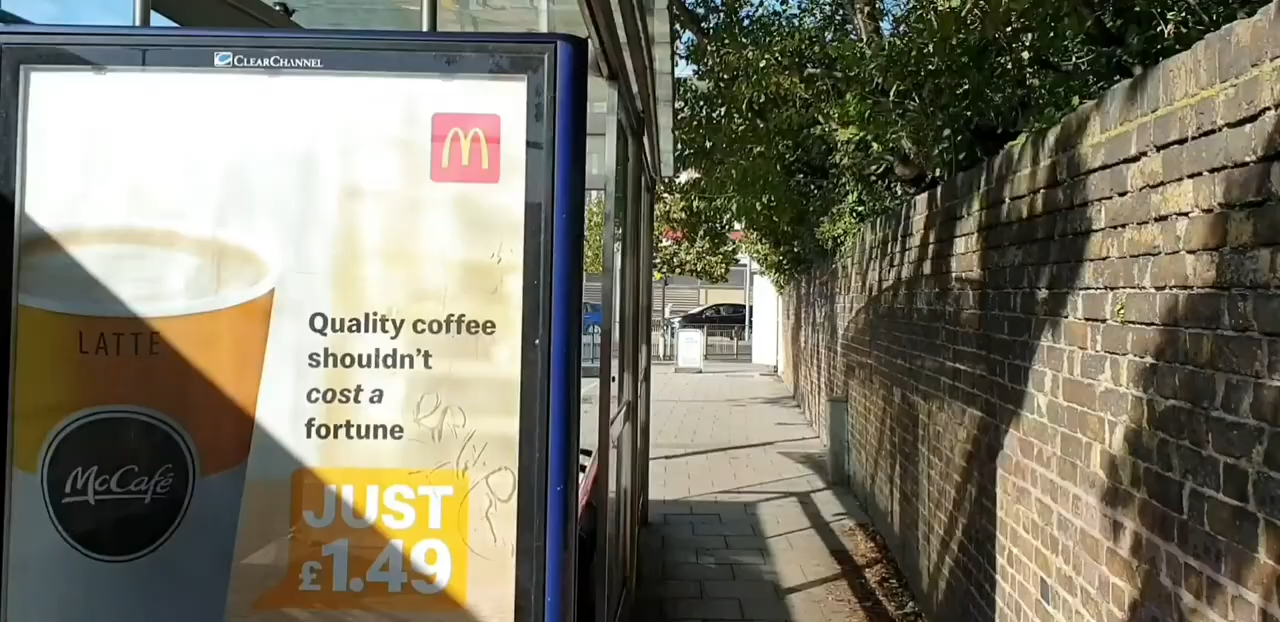 CLEARCHANNEL
M
LATTE
McCafé
Quality coffee
shouldn't
cost a
fortune
JUST
£1.49